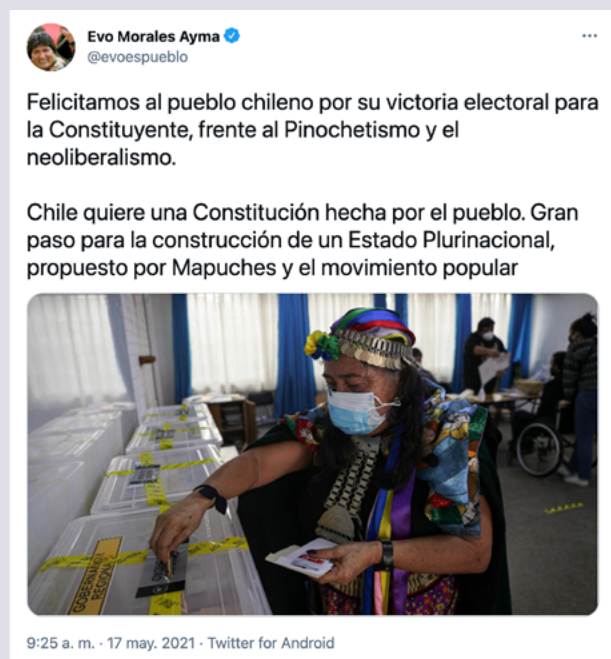 Evo Morales Ayma
@evoespueblo
Felicitamos al pueblo chileno por su victoria electoral para
la Constituyente, frente al Pinochetismo y el
neoliberalismo.
Chile quiere una Constitución hecha por el pueblo. Gran
paso para la construcción de un Estado Plurinacional,
propuesto por Mapuches y el movimiento popular
GOBERNADOR
REGIONAL
9:25 a. m. · 17 may. 2021 · Twitter for Android